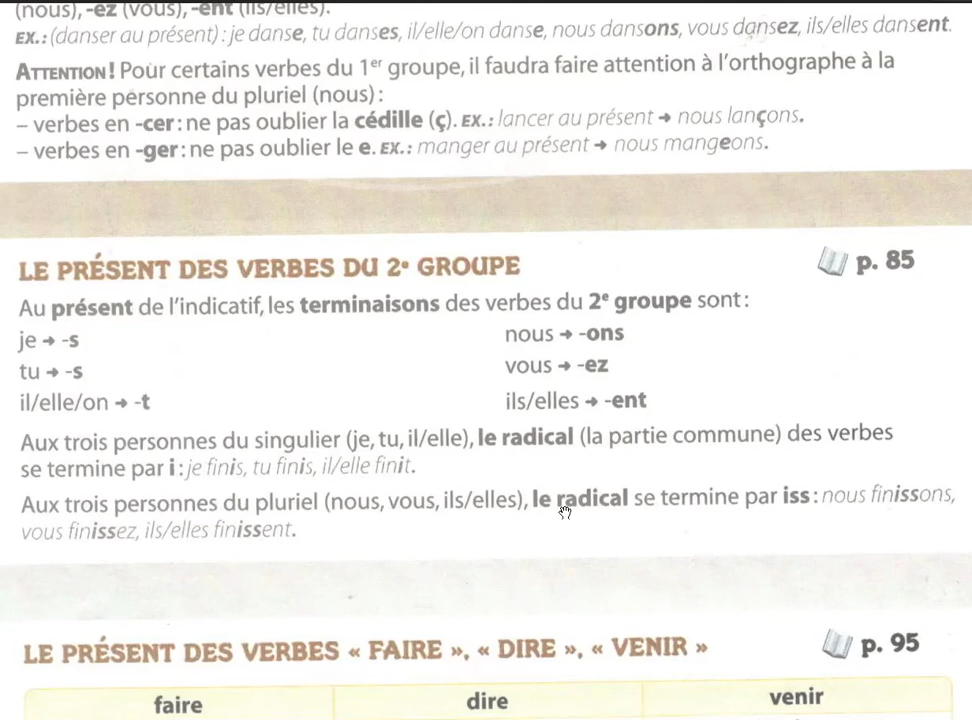 (nous), -ez (vous), -ent (ils/elles).
EX.: (danser au présent) : je danse, tu danses, il/elle/on danse, nous dansons, vous dansez, ils/elles dansent.
ATTENTION ! Pour certains verbes du 1er groupe, il faudra faire attention à l'orthographe à la
première personne du pluriel (nous) :
– verbes en -cer : ne pas oublier la cédille (ç). EX.: lancer au présent → nous lançons.
– verbes en -ger : ne pas oublier le e. EX.: manger au présent → nous mangeons.
LE PRÉSENT DES VERBES DU 2e GROUPE p. 85
Au présent de l'indicatif, les terminaisons des verbes du 2e groupe sont :
je → -s nous → -ons
tu → -s vous → -ez
il/elle/on → -t ils/elles → -ent
Aux trois personnes du singulier (je, tu, il/elle), le radical (la partie commune) des verbes
se termine par i : je finis, tu finis, il/elle finit.
Aux trois personnes du pluriel (nous, vous, ils/elles), le radical se termine par iss : nous finissons,
vous finissez, ils/elles finissent.
LE PRÉSENT DES VERBES « FAIRE », « DIRE », « VENIR » p. 95
faire dire venir